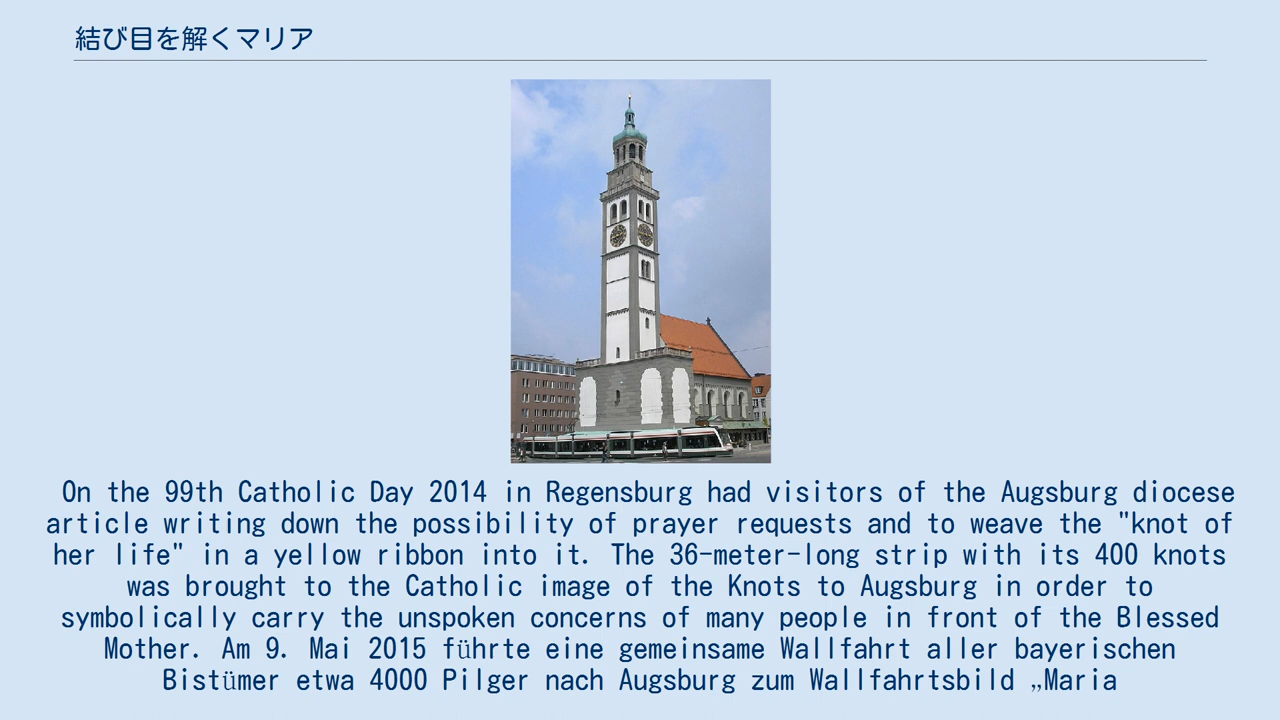 結び目を解くマリア
On the 99th Catholic Day 2014 in Regensburg had visitors of the Augsburg diocese
article writing down the possibility of prayer requests and to weave the "knot of
her life" in a yellow ribbon into it. The 36-meter-long strip with its 400 knots
was brought to the Catholic image of the Knots to Augsburg in order to
symbolically carry the unspoken concerns of many people in front of the Blessed
Mother. Am 9. Mai 2015 führte eine gemeinsame Wallfahrt aller bayerischen
Bistümer etwa 4000 Pilger nach Augsburg zum Wallfahrtsbild „Maria